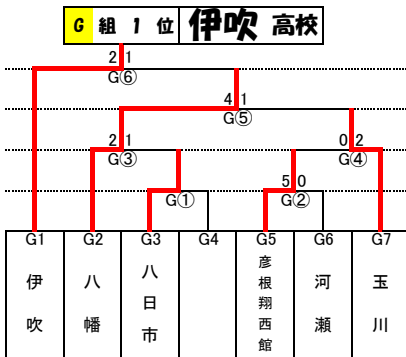 G 組 1 位 伊吹 高校
2 1
G⑥
4 1
G⑤
2 1
G③
0 2
G④
G①
5 0
G②
G1 G2 G3 G4 G5 G6 G7
伊吹 八幡 八日市 彦根翔西館 河瀬 玉川